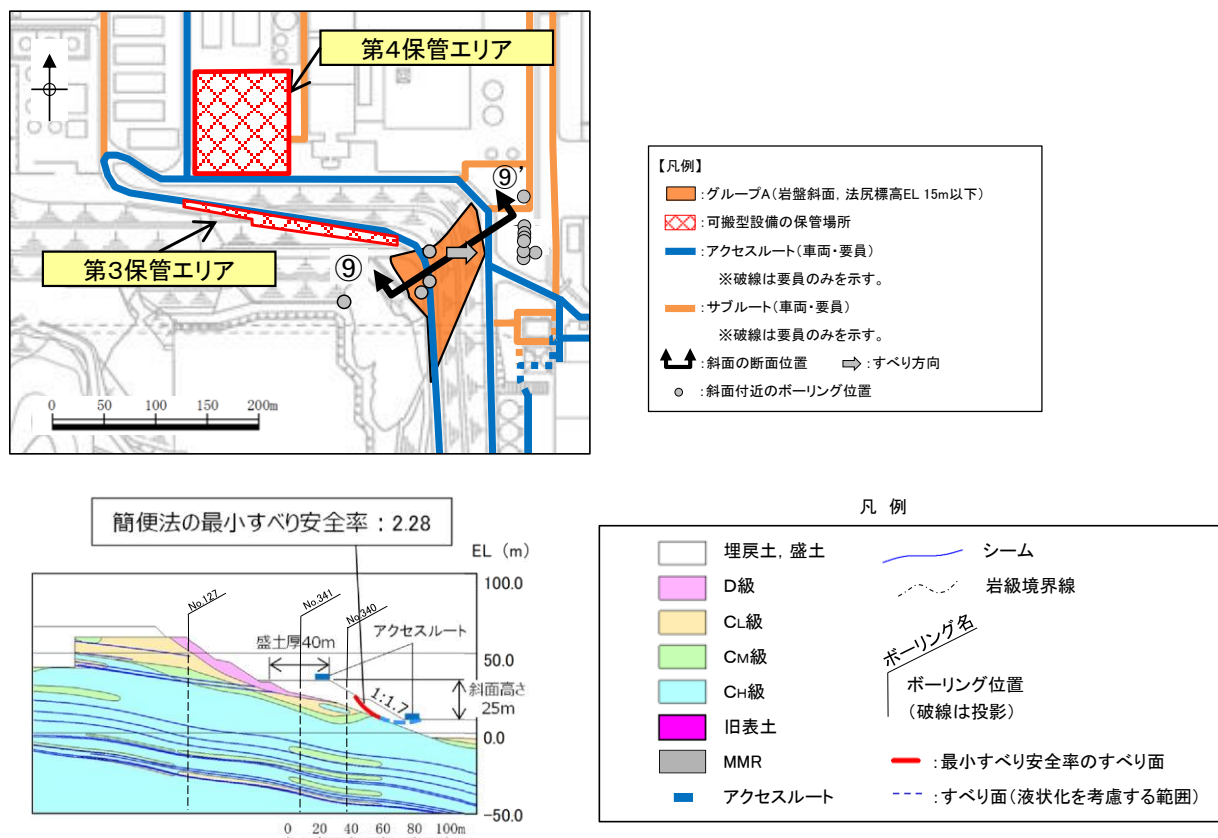 第4保管エリア
⑨’
第3保管エリア
⑨
0 50 100 150 200m
【凡例】
:グループA(岩盤斜面，法尻標高EL 15m以下)
:可搬型設備の保管場所
:アクセスルート(車両・要員)
※破線は要員のみを示す。
:サブルート(車両・要員)
※破線は要員のみを示す。
:斜面の断面位置 :すべり方向
:斜面付近のボーリング位置
簡便法の最小すべり安全率：2.28
EL (m)
100.0
No.127
No.341
No.340
アクセスルート
盛土厚40m
50.0
斜面高さ
25m
1:1.7
0.0
-50.0
0 20 40 60 80 100m
凡 例
埋戻土，盛土
シーム
D級
岩級境界線
CL級
ボーリング名
CM級
ボーリング位置
(破線は投影)
CH級
旧表土
MMR
:最小すべり安全率のすべり面
アクセスルート
:すべり面(液状化を考慮する範囲)